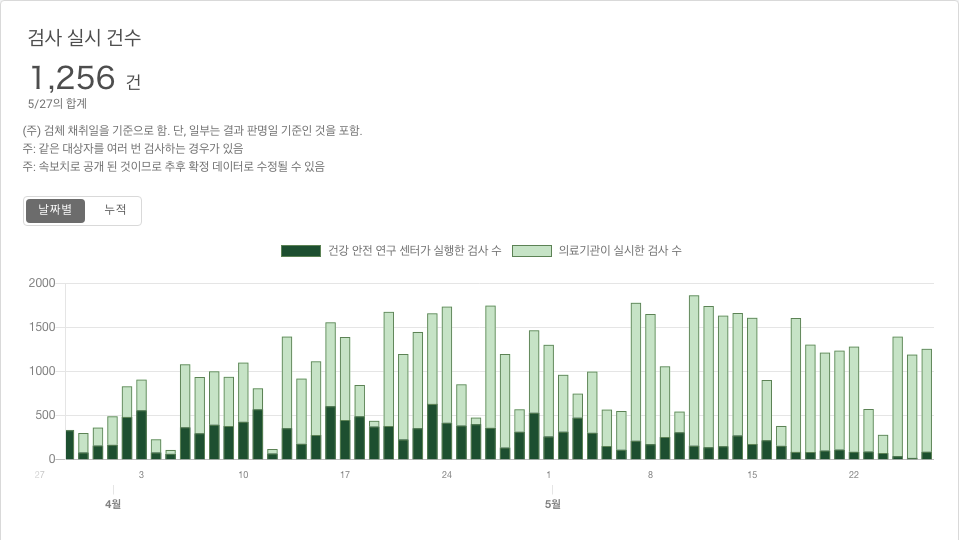 검사 실시 건수
1,256 건
5/27의 합계
(주) 검체 채취일을 기준으로 함. 단, 일부는 결과 판명일 기준인 것을 포함.
주: 같은 대상자를 여러 번 검사하는 경우가 있음
주: 속보치로 공개 된 것이므로 추후 확정 데이터로 수정될 수 있음
날짜별 누적
건강 안전 연구 센터가 실행한 검사 수 의료기관이 실시한 검사 수
2000
1500
1000
500
0
27 3 10 17 24 1 8 15 22
4월 5월